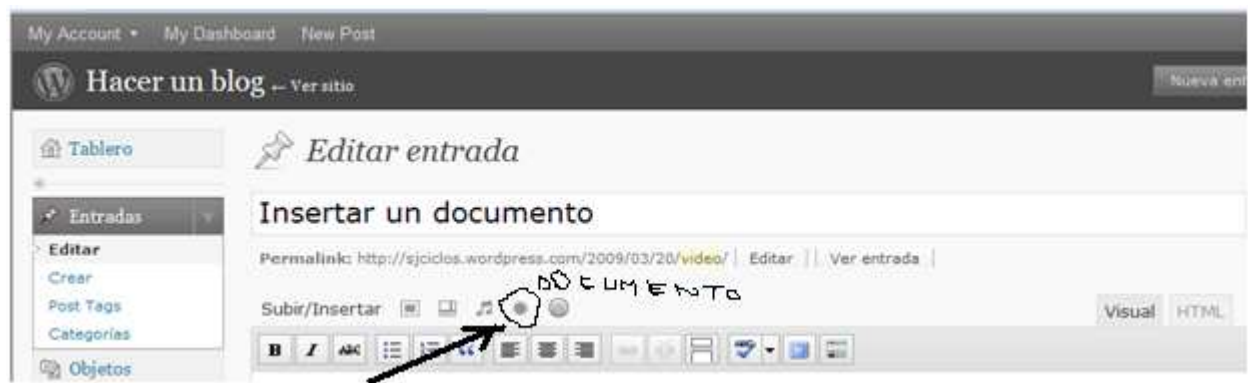 My Account My Dashboard New Post
Hacer un blog ← Ver sitio
Nueva ent
Tablero
Editar entrada
Entradas
Insertar un documento
Editar
Permalink: http://sjciclos.wordpress.com/2009/03/20/video/ Editar Ver entrada
Crear
DOCUMENTO
Post Tags
Subir/Insertar
Visual HTML
Categorías
B I ABC
Objetos